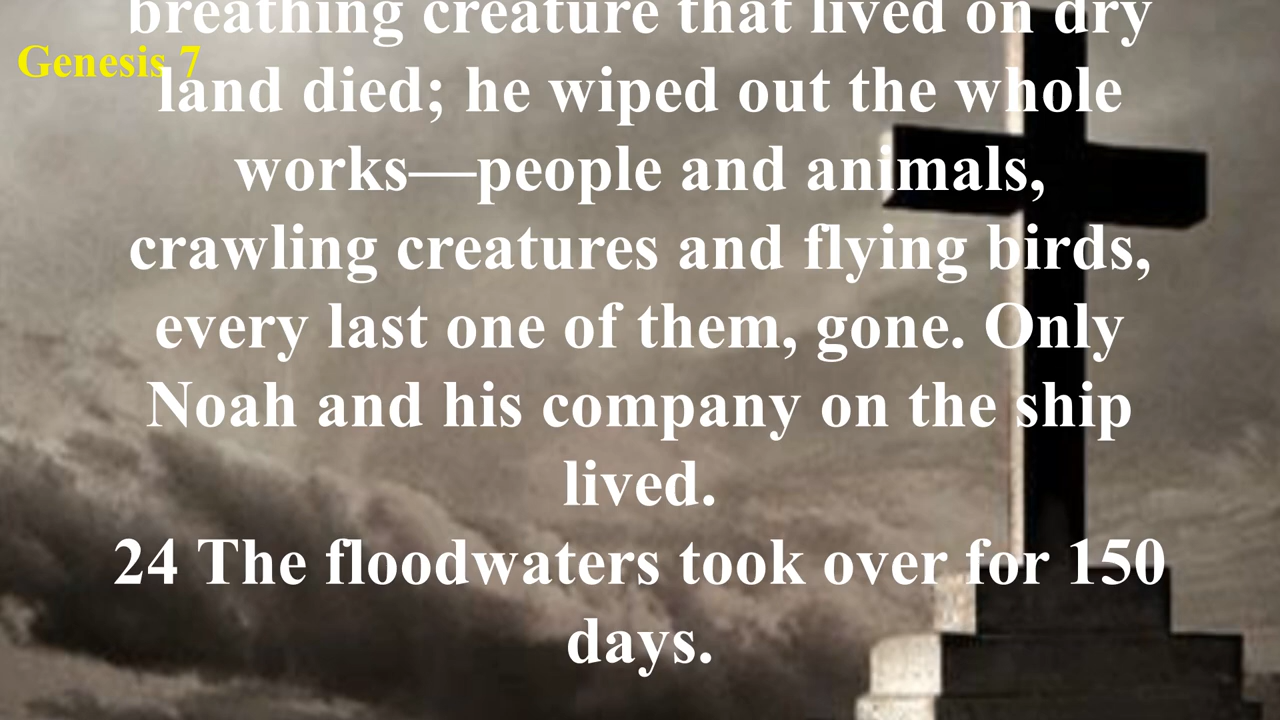 breathing creature that lived on dry
Genesis 7
land died; he wiped out the whole
works—people and animals,
crawling creatures and flying birds,
every last one of them, gone. Only
Noah and his company on the ship
lived.
24 The floodwaters took over for 150
days.